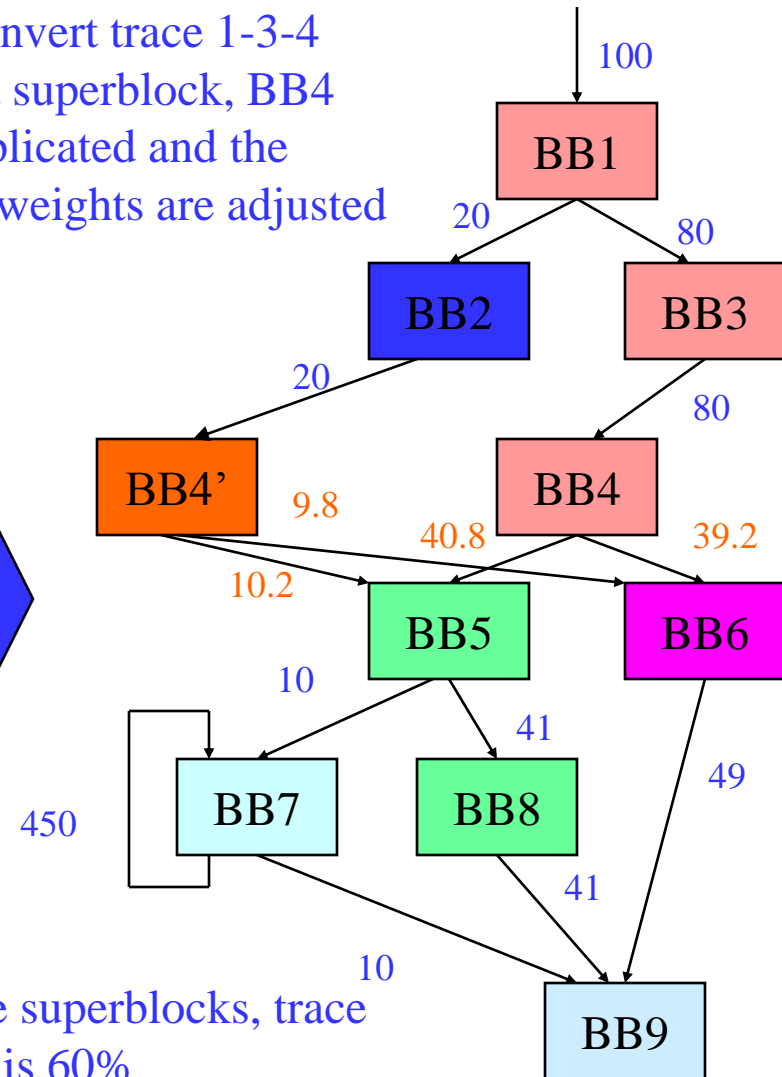 nvert trace 1-3-4
superblock, BB4
plicated and the
weights are adjusted
100
BB1
20
80
BB2
BB3
20
80
BB4’
BB4
9.8
40.8
39.2
10.2
BB5
BB6
10
41
49
BB7
BB8
450
41
10
e superblocks, trace
is 60%
BB9